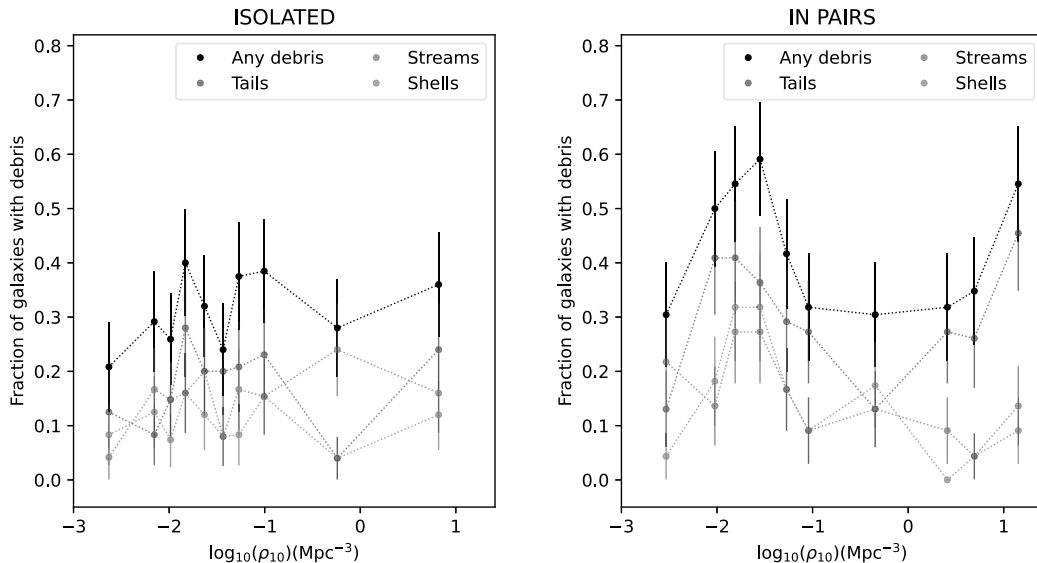 ISOLATED
Any debris
Tails
Streams
Shells
Fraction of galaxies with debris
0.8
0.7
0.6
0.5
0.4
0.3
0.2
0.1
0.0
−3
−2
−1
0
1
log₁₀(ρ₁₀)(Mpc⁻³)
IN PAIRS
Any debris
Tails
Streams
Shells
Fraction of galaxies with debris
0.8
0.7
0.6
0.5
0.4
0.3
0.2
0.1
0.0
−3
−2
−1
0
1
log₁₀(ρ₁₀)(Mpc⁻³)